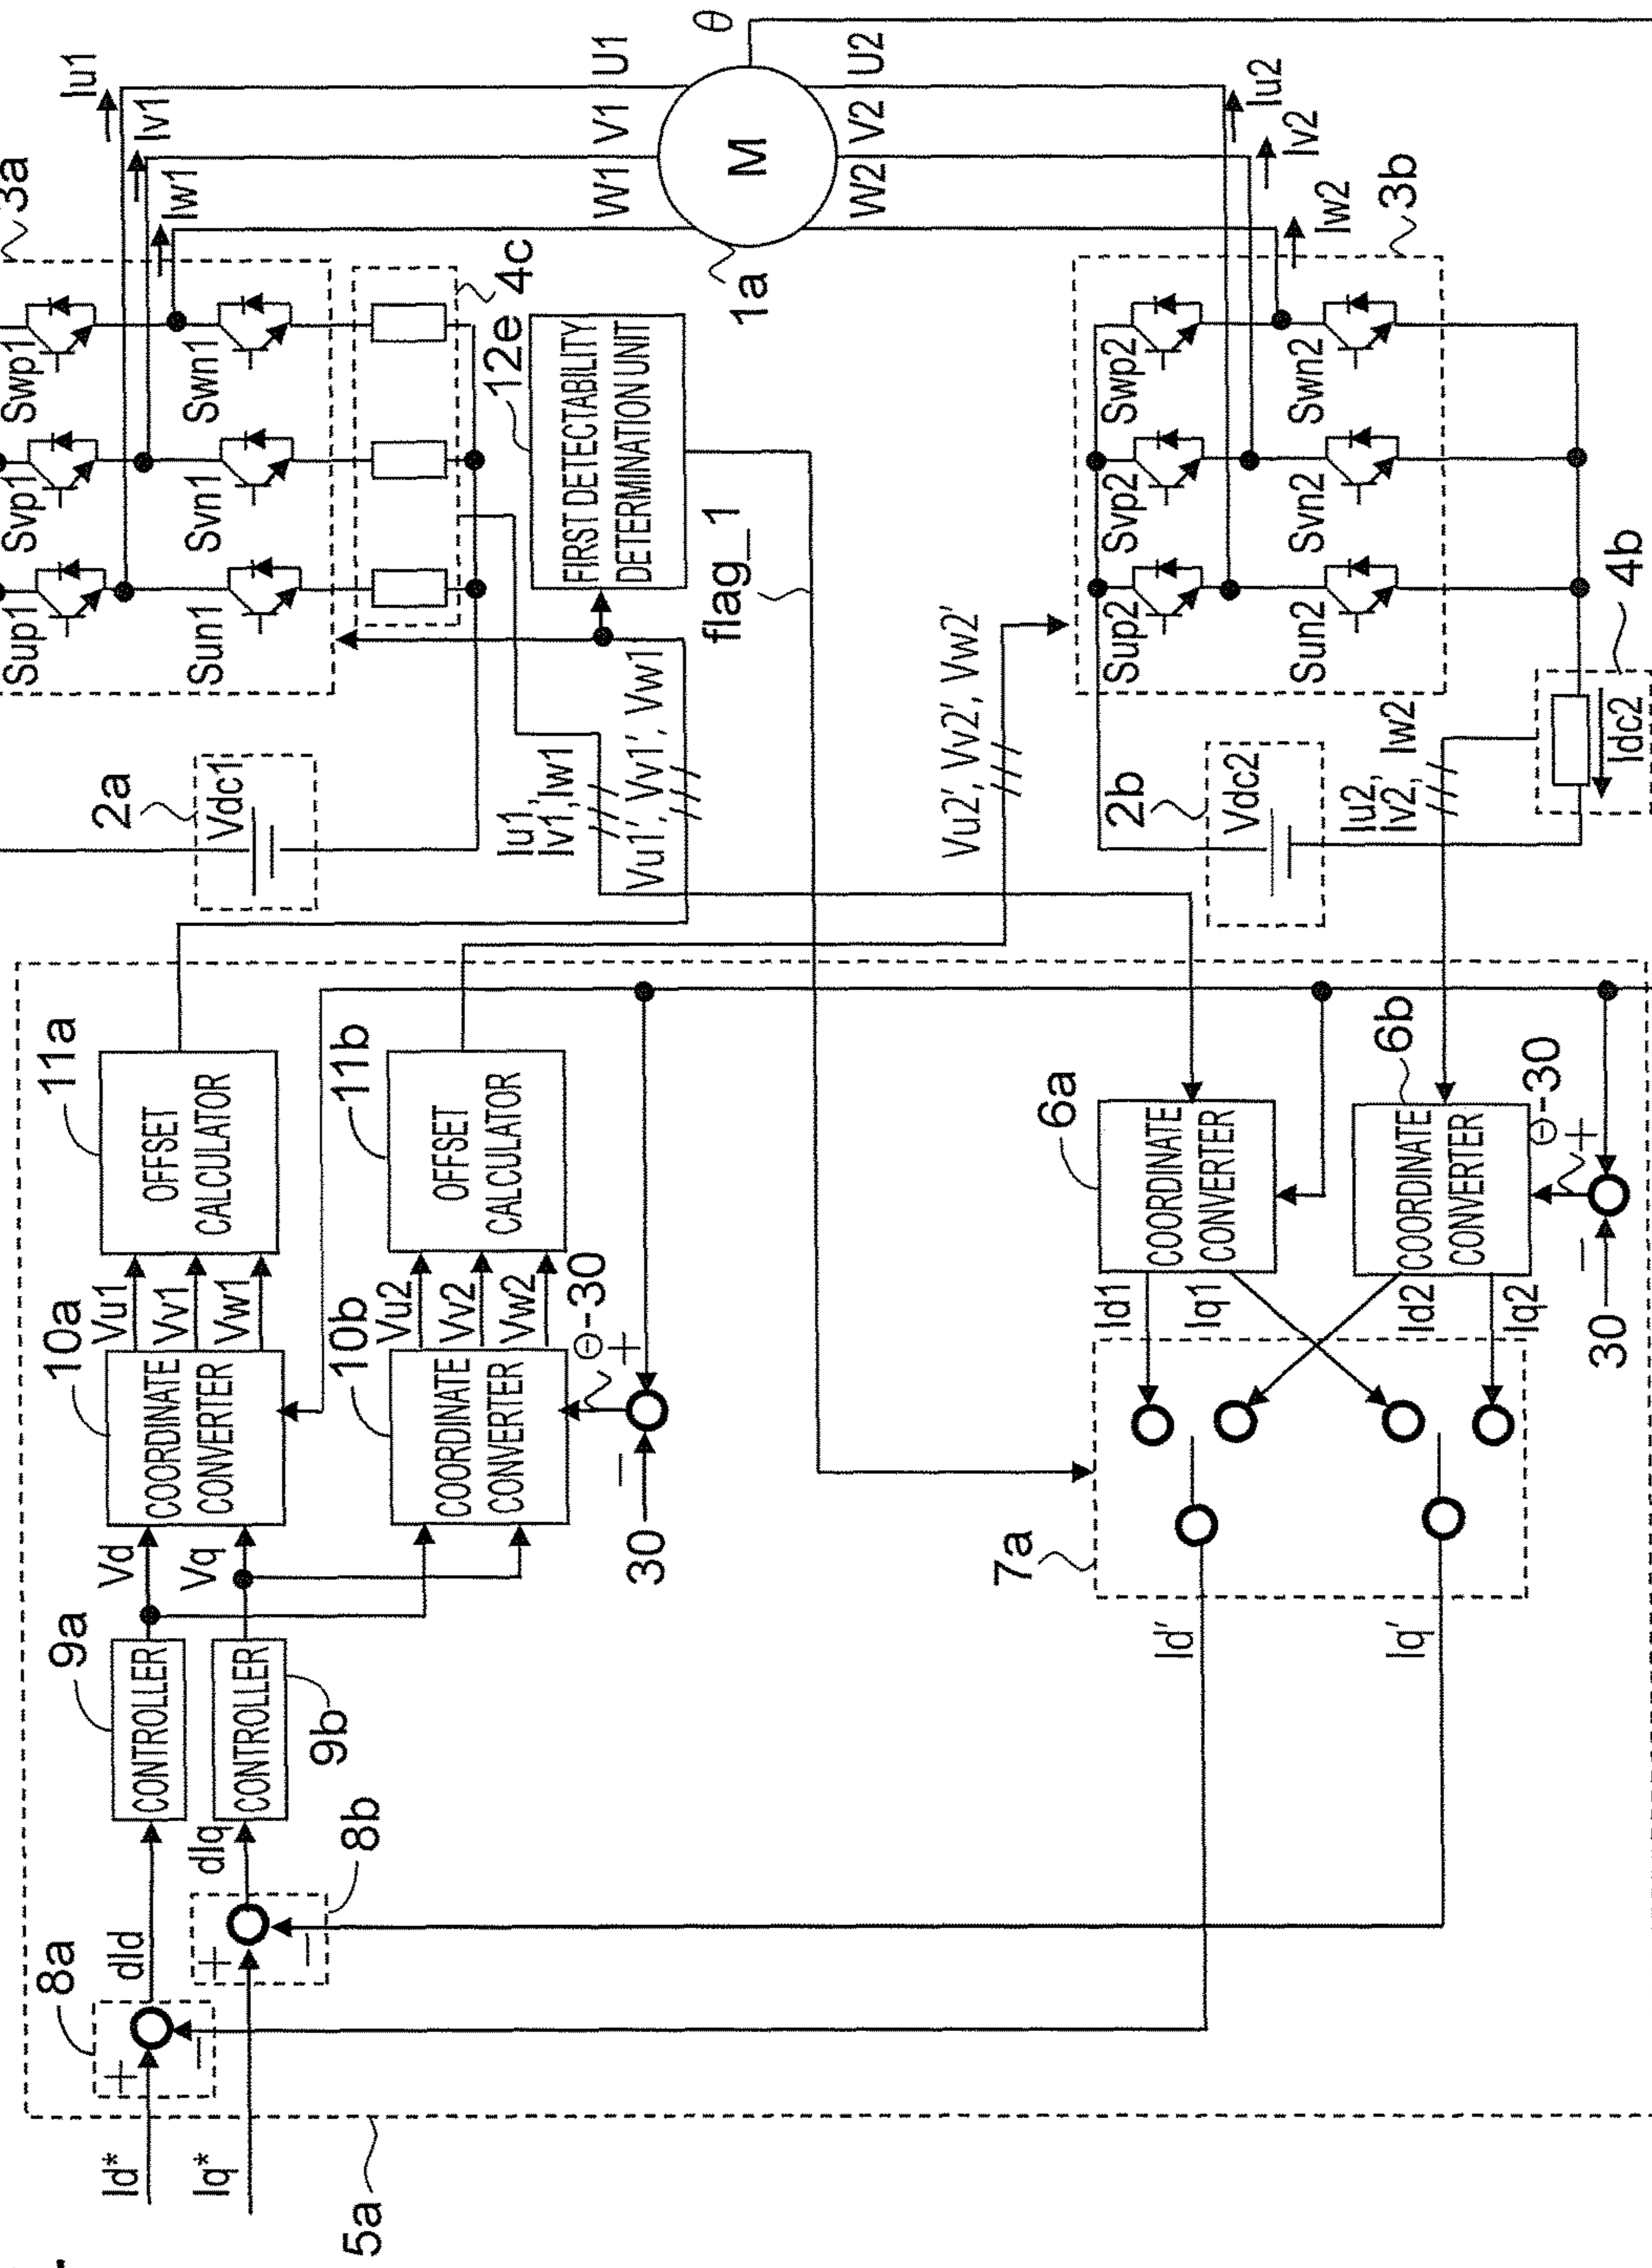 Id*
Iq*
5a
8a
+
−
dId
8b
+
−
dIq
9a
CONTROLLER
9b
CONTROLLER
Vd
Vq
10a
COORDINATE
CONVERTER
Vu1
Vv1
Vw1
11a
OFFSET
CALCULATOR
10b
COORDINATE
CONVERTER
Vu2
Vv2
Vw2
11b
OFFSET
CALCULATOR
θ-30
+
−
30
2a
Vdc1
3a
Sup1
Svp1
Swp1
Sun1
Svn1
Swn1
Iu1
Iv1
Iw1
4c
12e
FIRST DETECTABILITY
DETERMINATION UNIT
flag_1
Iu1,
Iv1,Iw1
Vu1′, Vv1′, Vw1′
U1
V1
W1
M
θ
1a
U2
V2
W2
Vu2′, Vv2′, Vw2′
Iu2
Iv2
Iw2
3b
Sup2
Svp2
Swp2
Sun2
Svn2
Swn2
2b
Vdc2
Iu2,
Iv2, Iw2
4b
Idc2
6a
COORDINATE
CONVERTER
Id1
Iq1
6b
COORDINATE
CONVERTER
Id2
Iq2
θ-30
+
−
30
7a
Id′
Iq′